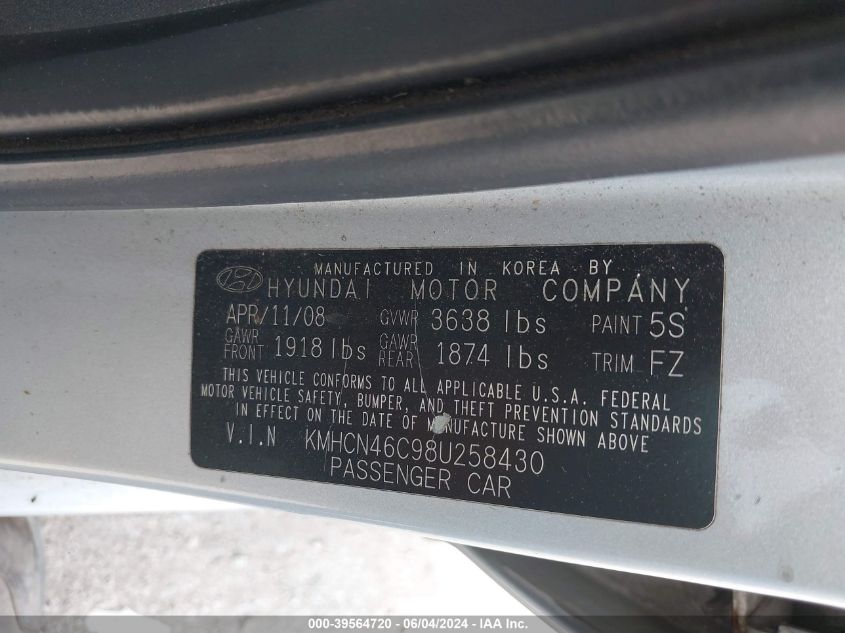 MANUFACTURED IN KOREA BY
HYUNDAI MOTOR COMPANY
APR/11/08 GVWR 3638 lbs PAINT 5S
GAWR FRONT 1918 lbs GAWR REAR 1874 lbs TRIM FZ
THIS VEHICLE CONFORMS TO ALL APPLICABLE U.S.A. FEDERAL
MOTOR VEHICLE SAFETY, BUMPER, AND THEFT PREVENTION STANDARDS
IN EFFECT ON THE DATE OF MANUFACTURE SHOWN ABOVE
V.I.N KMHCN46C98U258430
PASSENGER CAR
000-39564720 - 06/04/2024 - IAA Inc.